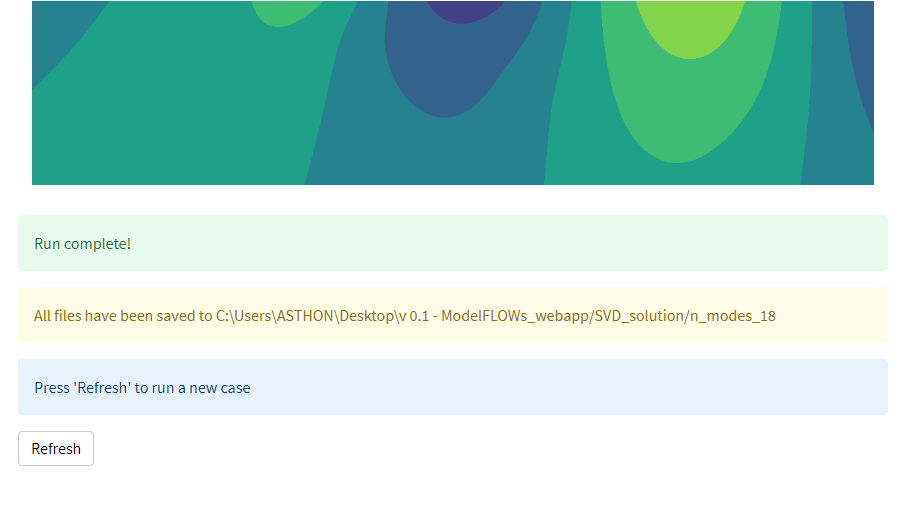 Run complete!
All files have been saved to C:\Users\ASTHON\Desktop\v 0.1 - ModelFLOWs_webapp/SVD_solution/n_modes_18
Press 'Refresh' to run a new case
Refresh